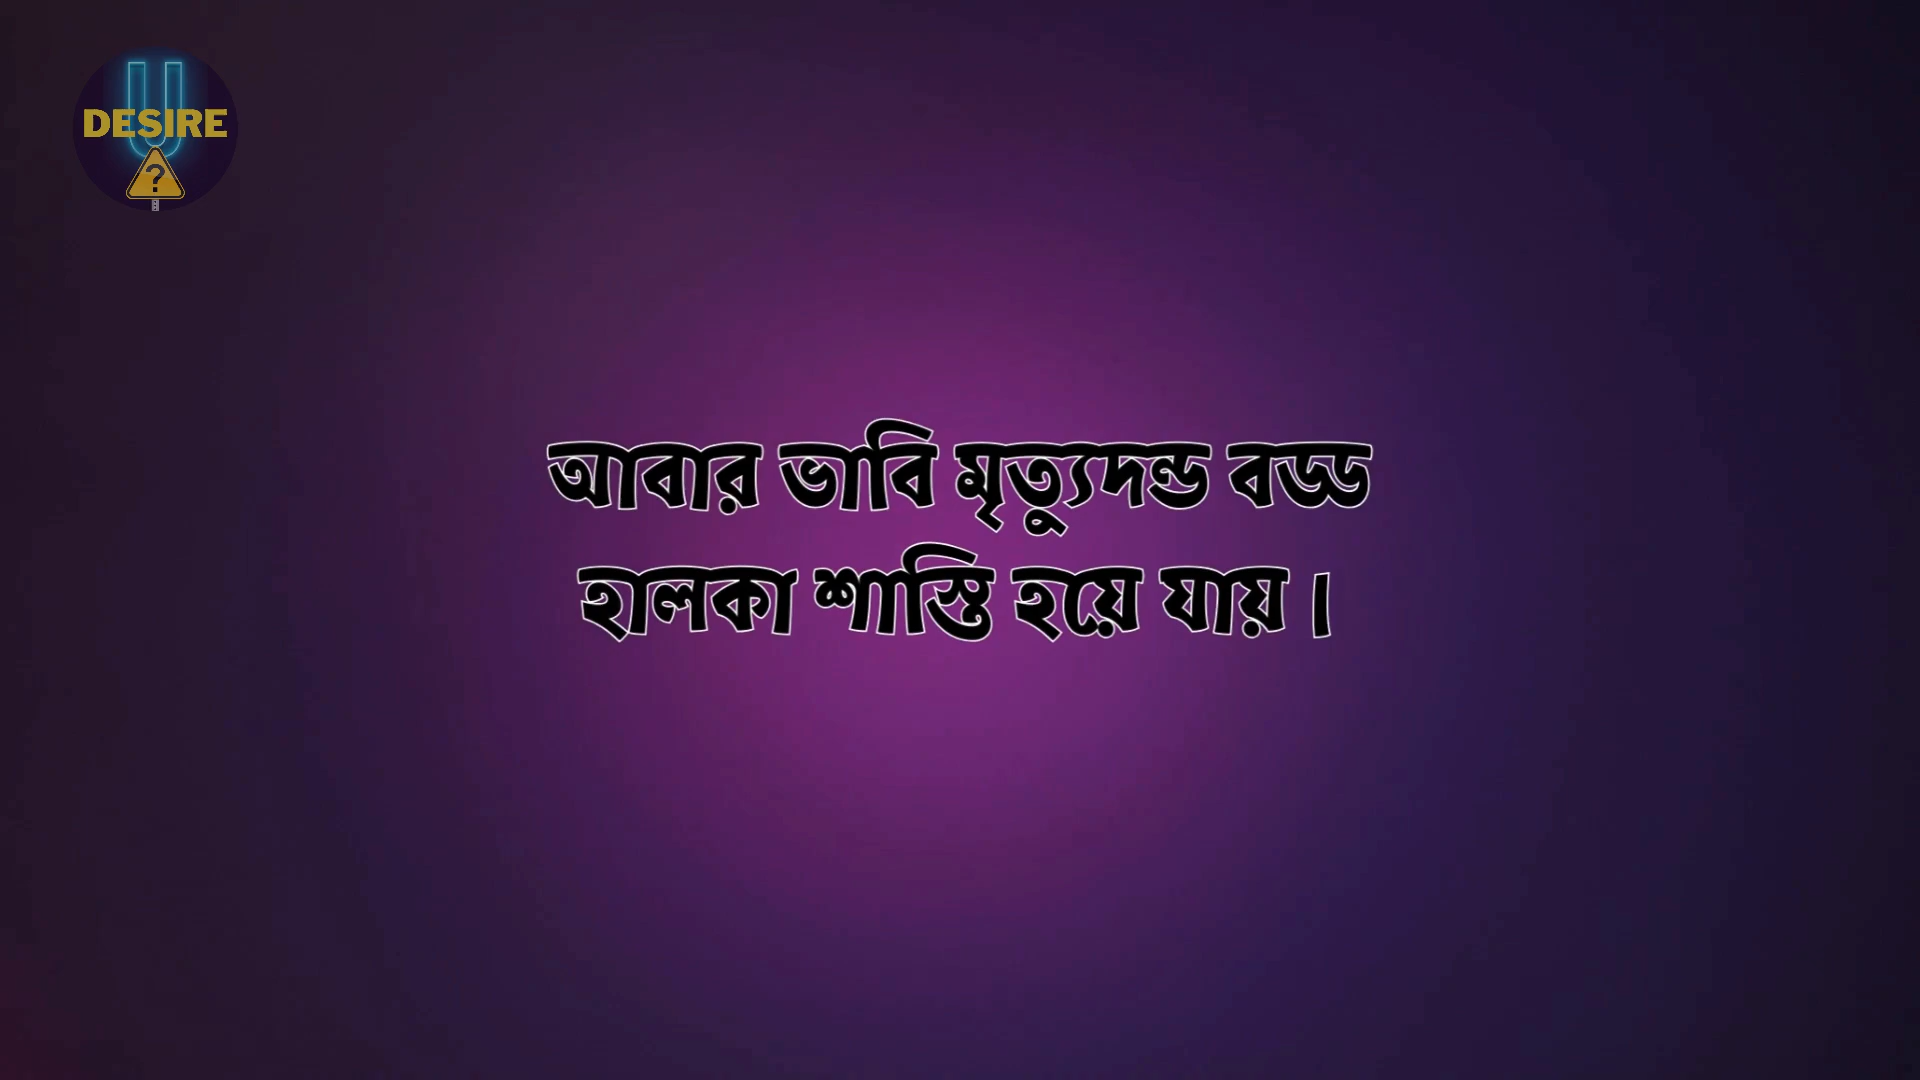 U
DESIRE
?
আবার ভাবি মৃত্যুদন্ড বড্ড
হালকা শাস্তি হয়ে যায়।